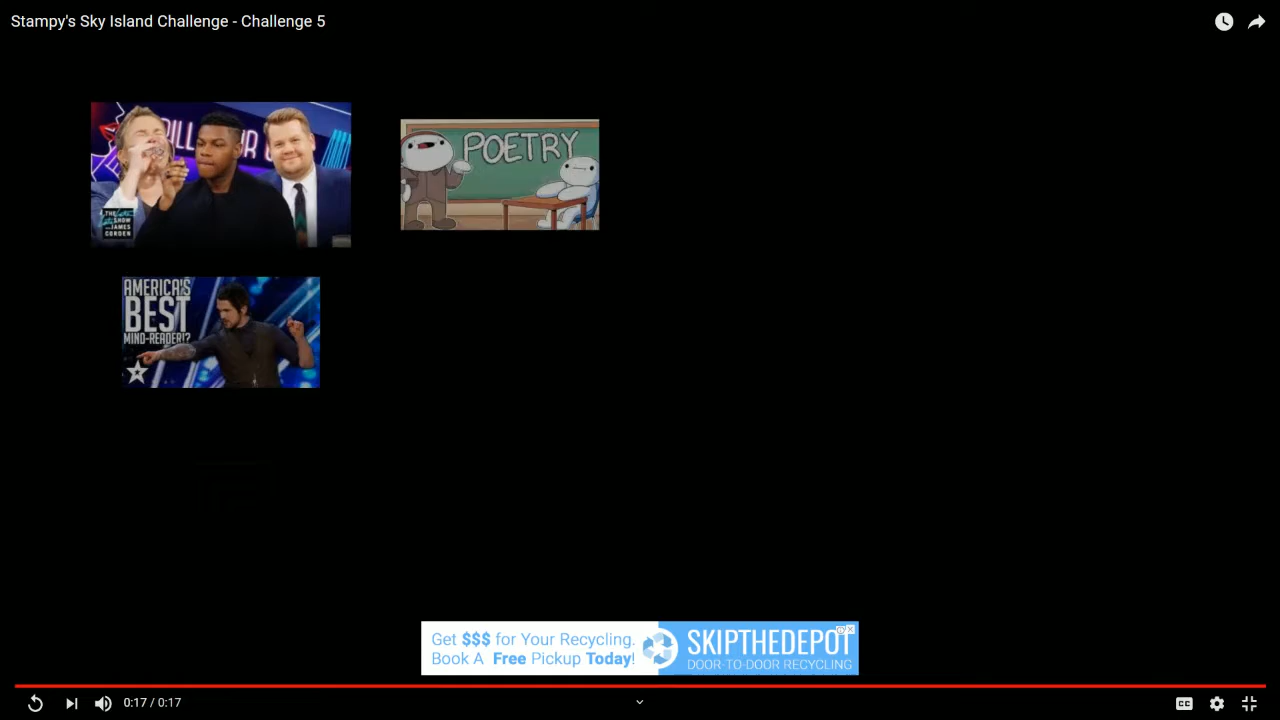 Stampy's Sky Island Challenge - Challenge 5
THE
LATE LATE
SHOW
JAMES
CORDEN
POETRY
AMERICA'S
BEST
MIND-READER!?
Get $$$ for Your Recycling.
Book A Free Pickup Today!
SKIPTHEDEPOT
DOOR-TO-DOOR RECYCLING
0:17 / 0:17
CC